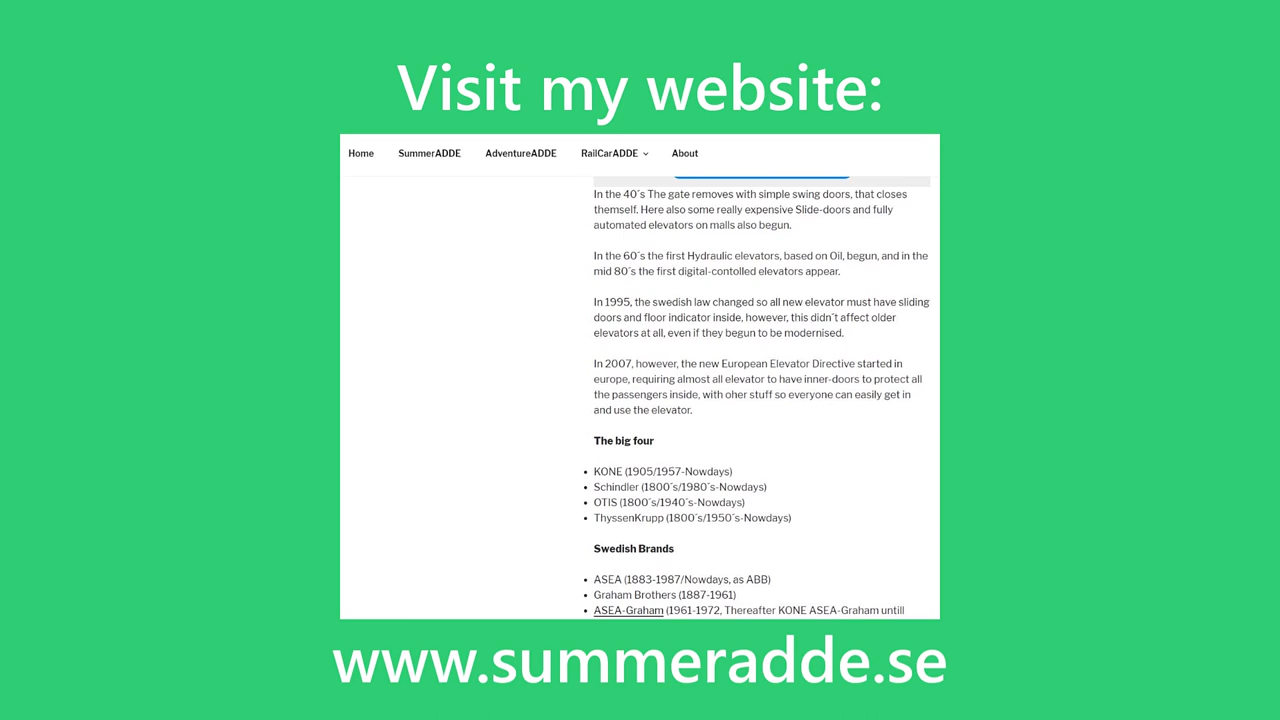 Visit my website:
Home SummerADDE AdventureADDE RailCarADDE About
In the 40´s The gate removes with simple swing doors, that closes
themself. Here also some really expensive Slide-doors and fully
automated elevators on malls also begun.
In the 60´s the first Hydraulic elevators, based on Oil, begun, and in the
mid 80´s the first digital-contolled elevators appear.
In 1995, the swedish law changed so all new elevator must have sliding
doors and floor indicator inside, however, this didn´t affect older
elevators at all, even if they begun to be modernised.
In 2007, however, the new European Elevator Directive started in
europe, requiring almost all elevator to have inner-doors to protect all
the passengers inside, with oher stuff so everyone can easily get in
and use the elevator.
The big four
• KONE (1905/1957-Nowdays)
• Schindler (1800´s/1980´s-Nowdays)
• OTIS (1800´s/1940´s-Nowdays)
• ThyssenKrupp (1800´s/1950´s-Nowdays)
Swedish Brands
• ASEA (1883-1987/Nowdays, as ABB)
• Graham Brothers (1887-1961)
• ASEA-Graham (1961-1972, Thereafter KONE ASEA-Graham untill
www.summeradde.se